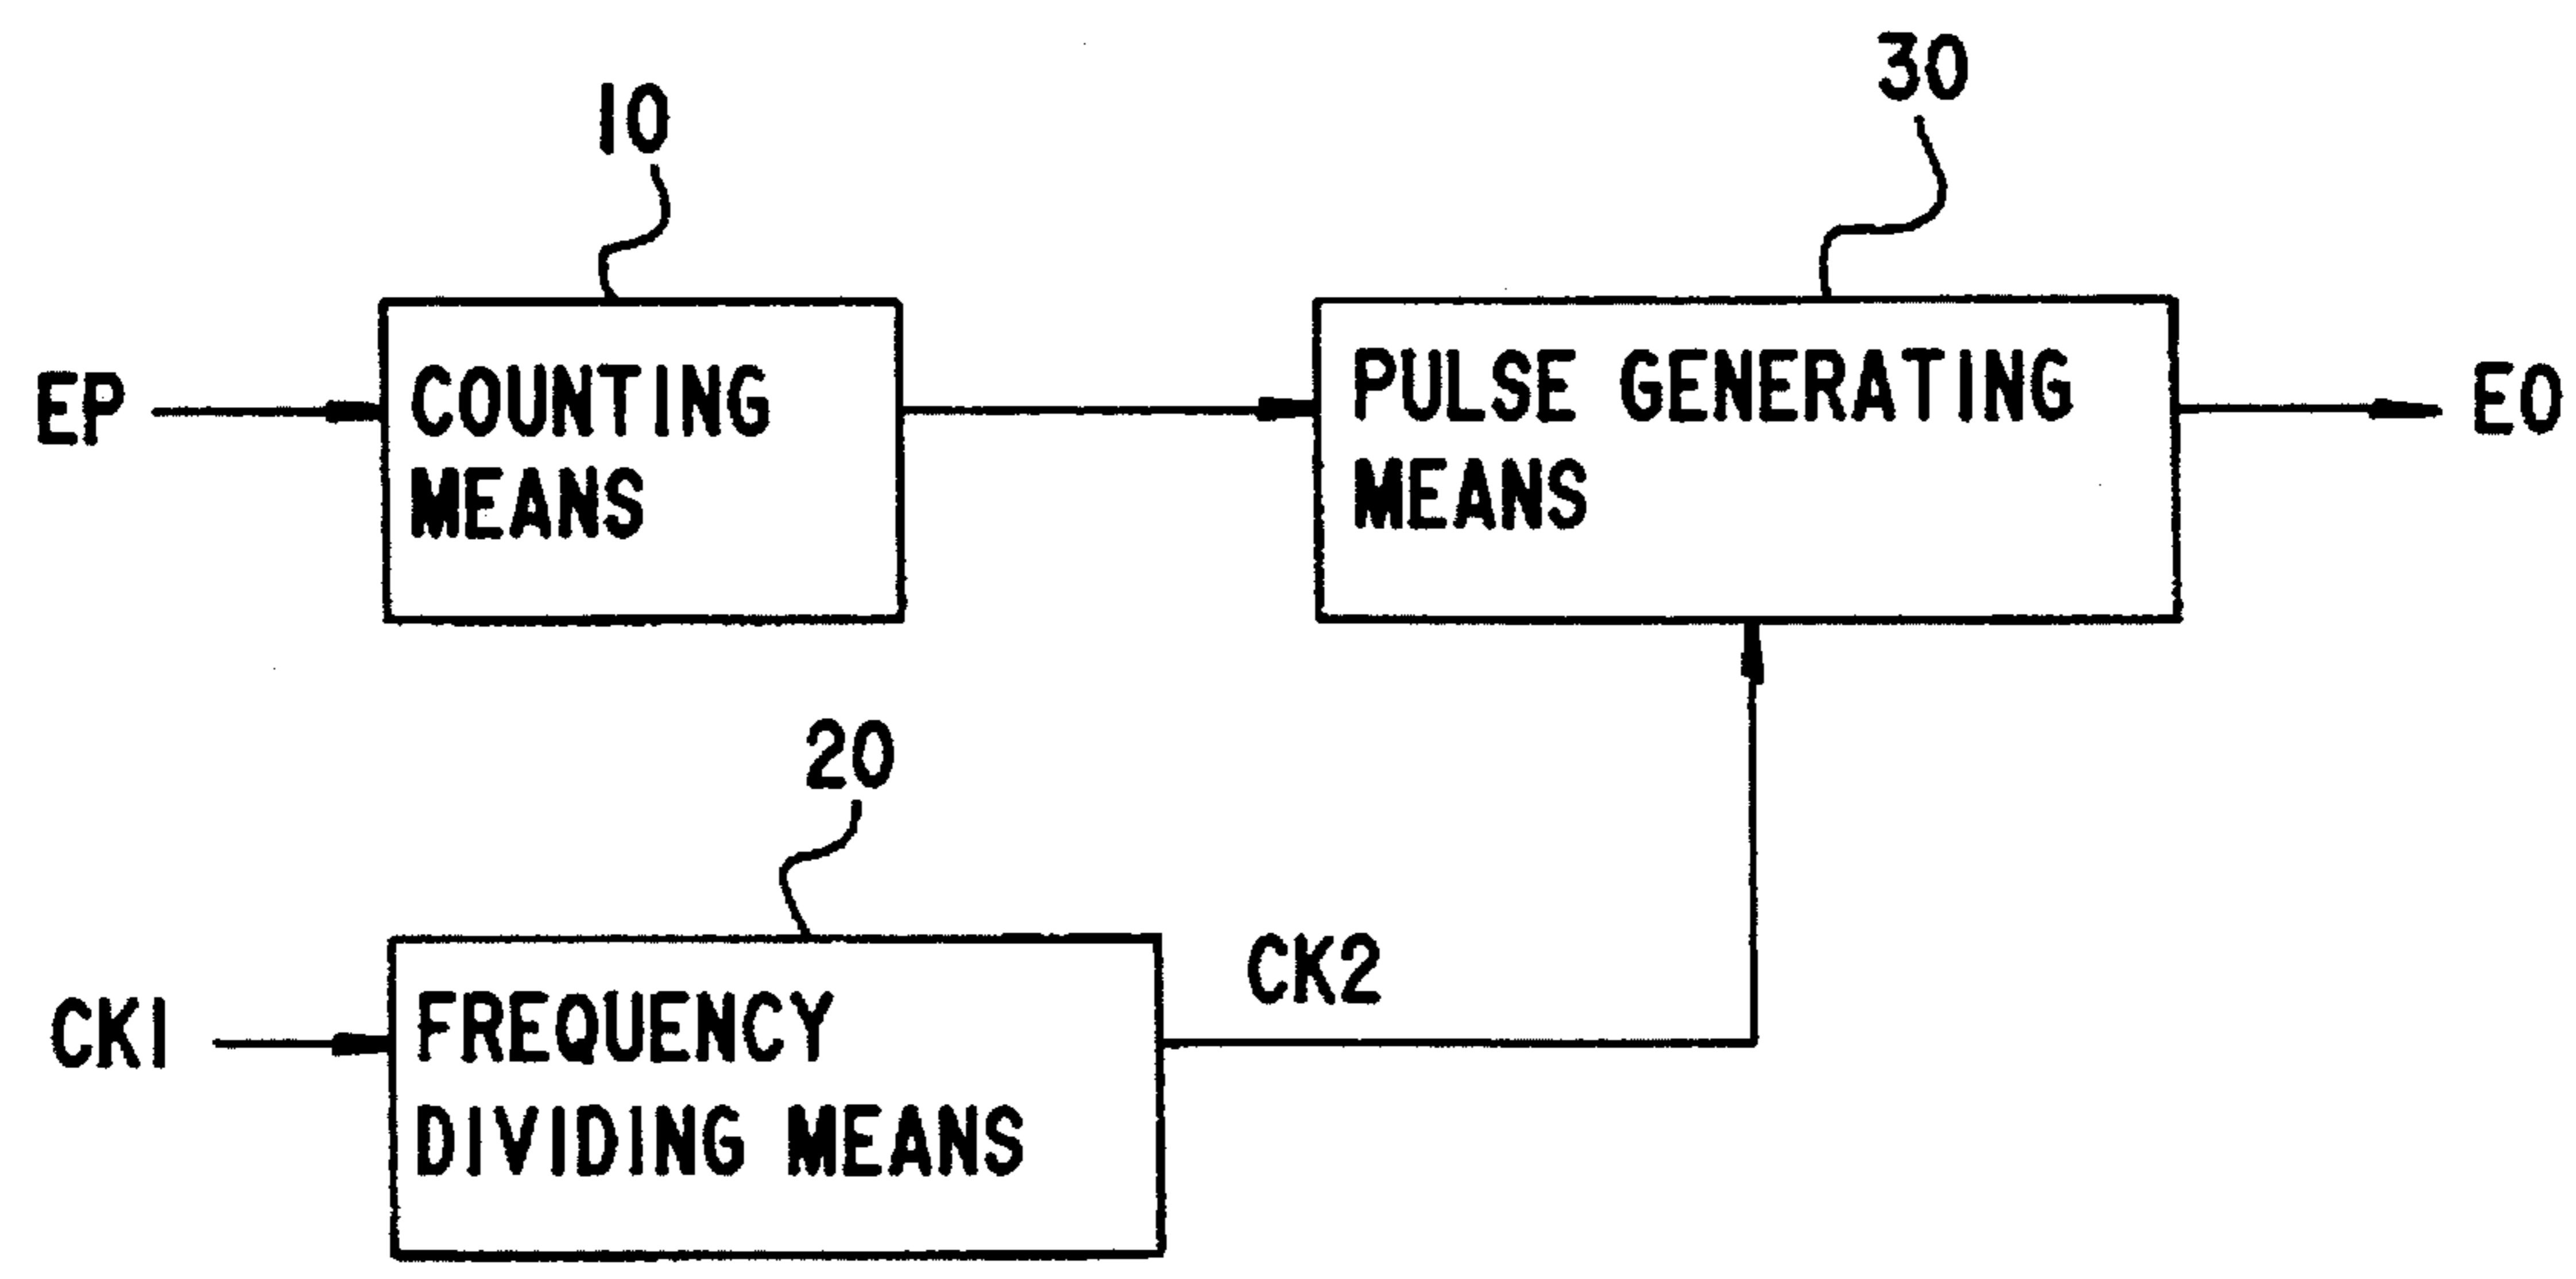 10
30
EP
COUNTING
MEANS
PULSE GENERATING
MEANS
EO
20
CK1
FREQUENCY
DIVIDING MEANS
CK2